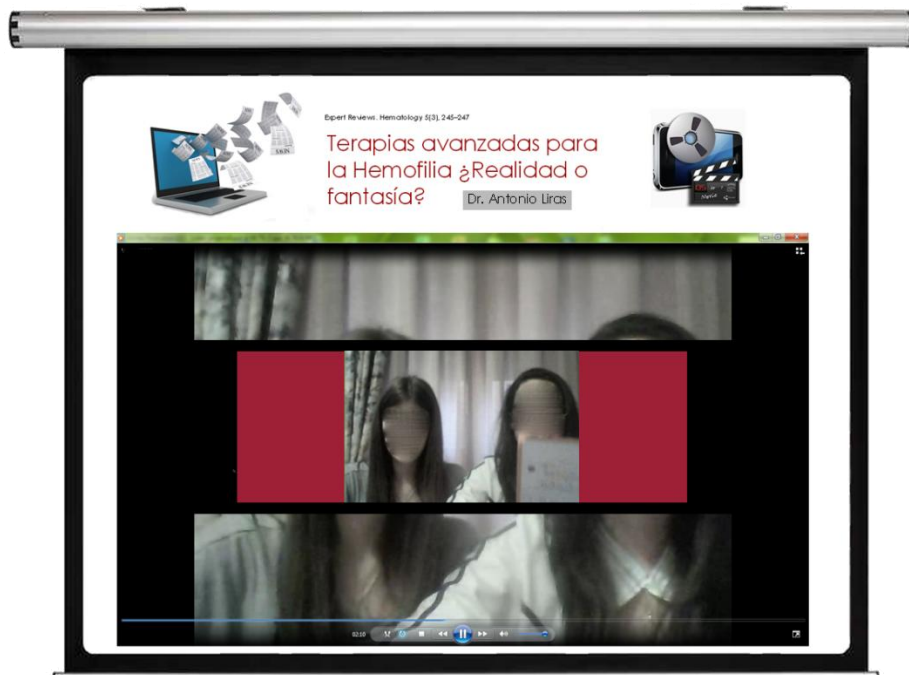 Expert Reviews. Hematology 5(3), 245–247
Terapias avanzadas para
la Hemofilia ¿Realidad o
fantasía?
Dr. Antonio Liras
02:10